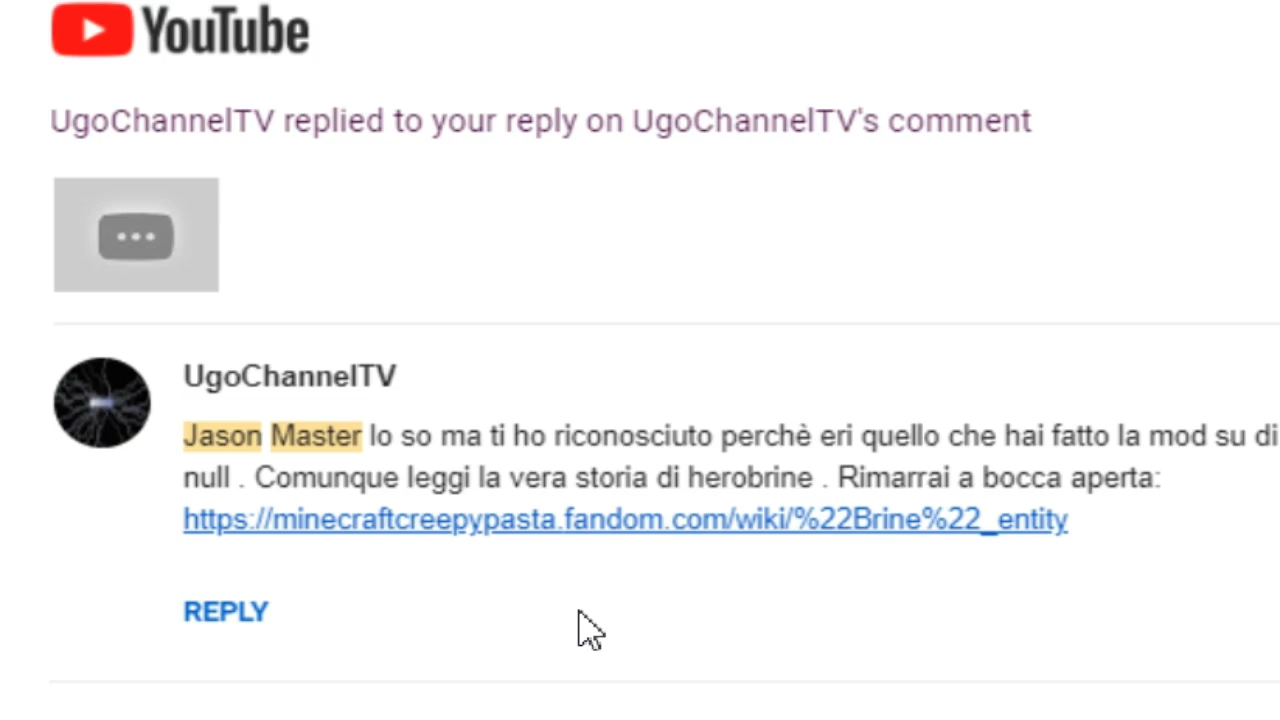 YouTube
UgoChannelTV replied to your reply on UgoChannelTV's comment
UgoChannelTV
Jason Master lo so ma ti ho riconosciuto perchè eri quello che hai fatto la mod su di
null . Comunque leggi la vera storia di herobrine . Rimarrai a bocca aperta:
https://minecraftcreepypasta.fandom.com/wiki/%22Brine%22_entity
REPLY